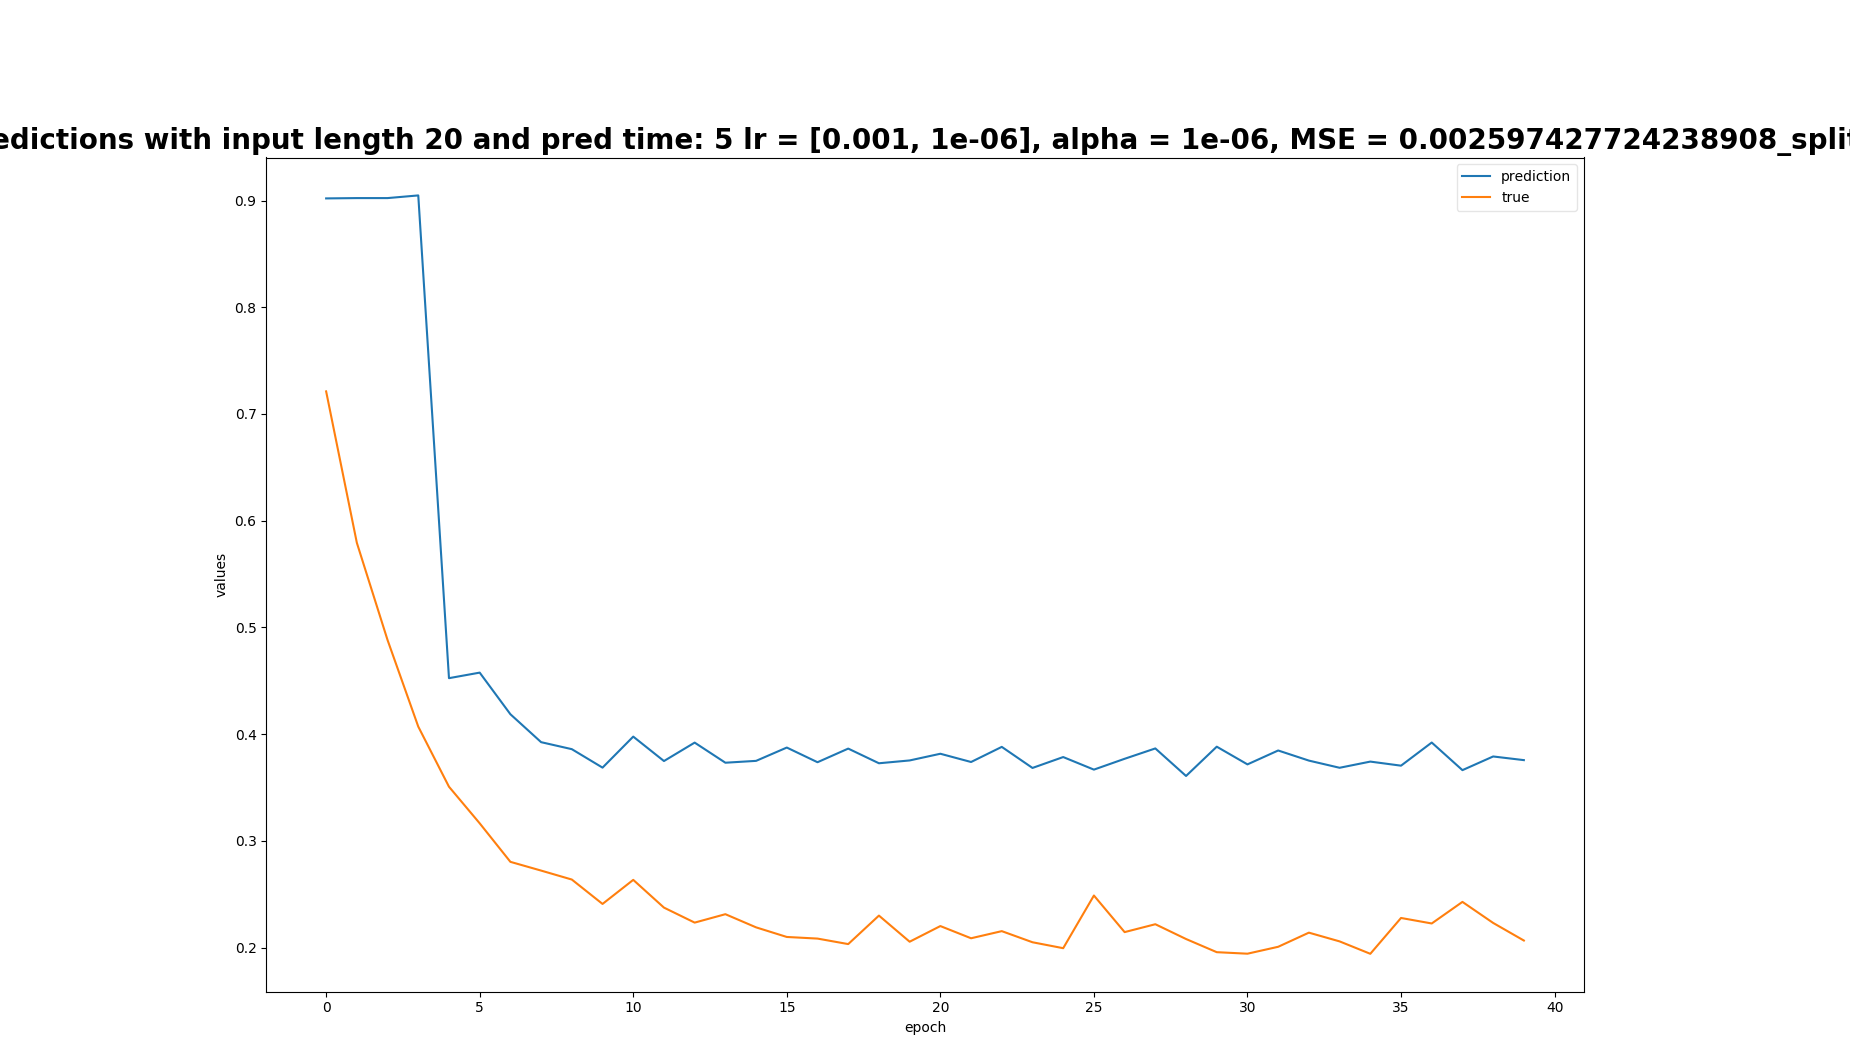 edictions with input length 20 and pred time: 5 lr = [0.001, 1e-06], alpha = 1e-06, MSE = 0.002597427724238908_split
prediction
true
0.9
0.8
0.7
0.6
0.5
0.4
0.3
0.2
values
0 5 10 15 20 25 30 35 40
epoch